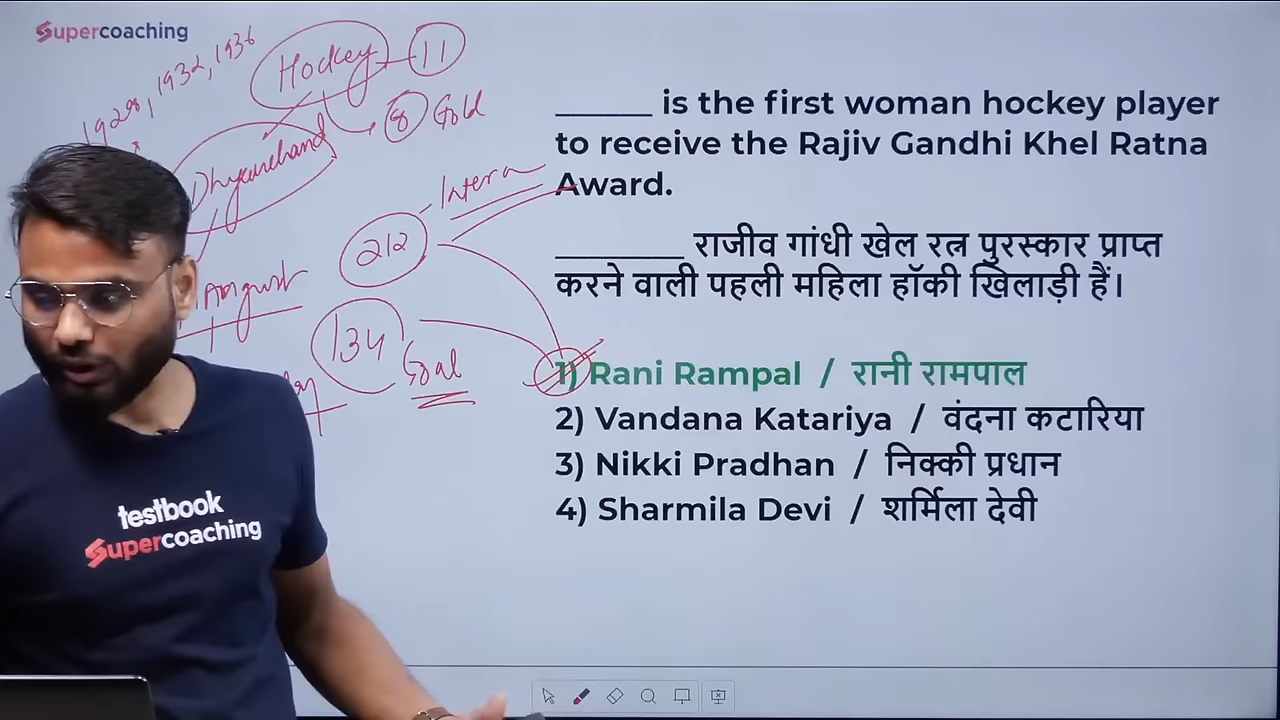 Supercoaching
1928, 1932, 1936
Hockey 11
8 Gold
Dhyanchand
212 Intern
August
134 Goal
______ is the first woman hockey player
to receive the Rajiv Gandhi Khel Ratna
Award.
________ राजीव गांधी खेल रत्न पुरस्कार प्राप्त
करने वाली पहली महिला हॉकी खिलाड़ी हैं।
1) Rani Rampal / रानी रामपाल
2) Vandana Katariya / वंदना कटारिया
3) Nikki Pradhan / निक्की प्रधान
4) Sharmila Devi / शर्मिला देवी
testbook
Supercoaching